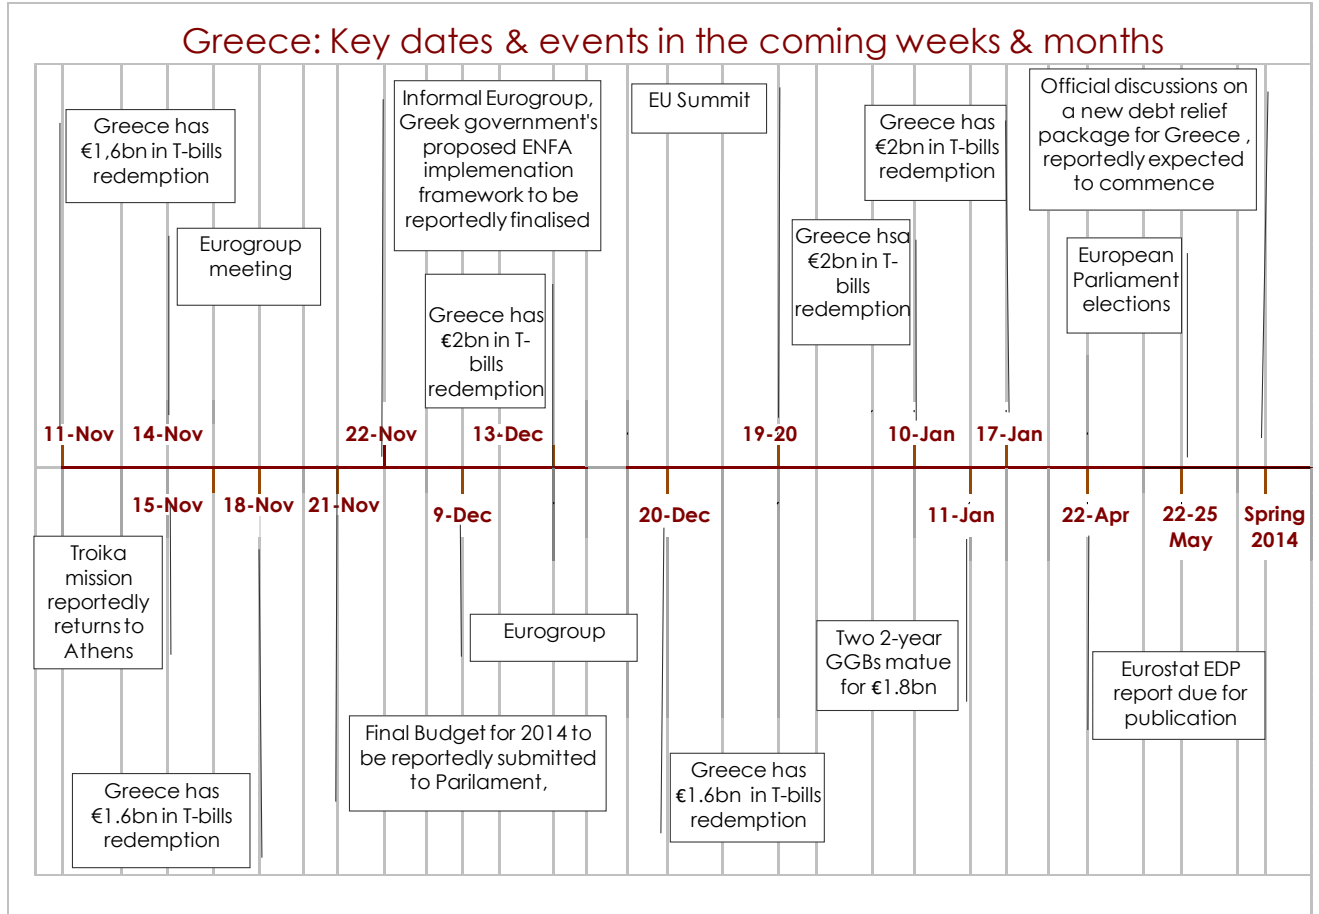 Greece: Key dates & events in the coming weeks & months
Greece has
€1,6bn in T-bills
redemption
Eurogroup
meeting
Informal Eurogroup,
Greek government's
proposed ENFA
implemenation
framework to be
reportedly finalised
Greece has
€2bn in T-
bills
redemption
EU Summit
Greece hsa
€2bn in T-
bills
redemption
Greece has
€2bn in T-bills
redemption
Official discussions on
a new debt relief
package for Greece ,
reportedly expected
to commence
European
Parliament
elections
11-Nov
14-Nov
22-Nov
13-Dec
19-20
10-Jan
17-Jan
15-Nov
18-Nov
21-Nov
9-Dec
20-Dec
11-Jan
22-Apr
22-25
May
Spring
2014
Troika
mission
reportedly
returns to
Athens
Greece has
€1.6bn in T-bills
redemption
Final Budget for 2014 to
be reportedly submitted
to Parilament,
Eurogroup
Greece has
€1.6bn in T-bills
redemption
Two 2-year
GGBs matue
for €1.8bn
Eurostat EDP
report due for
publication